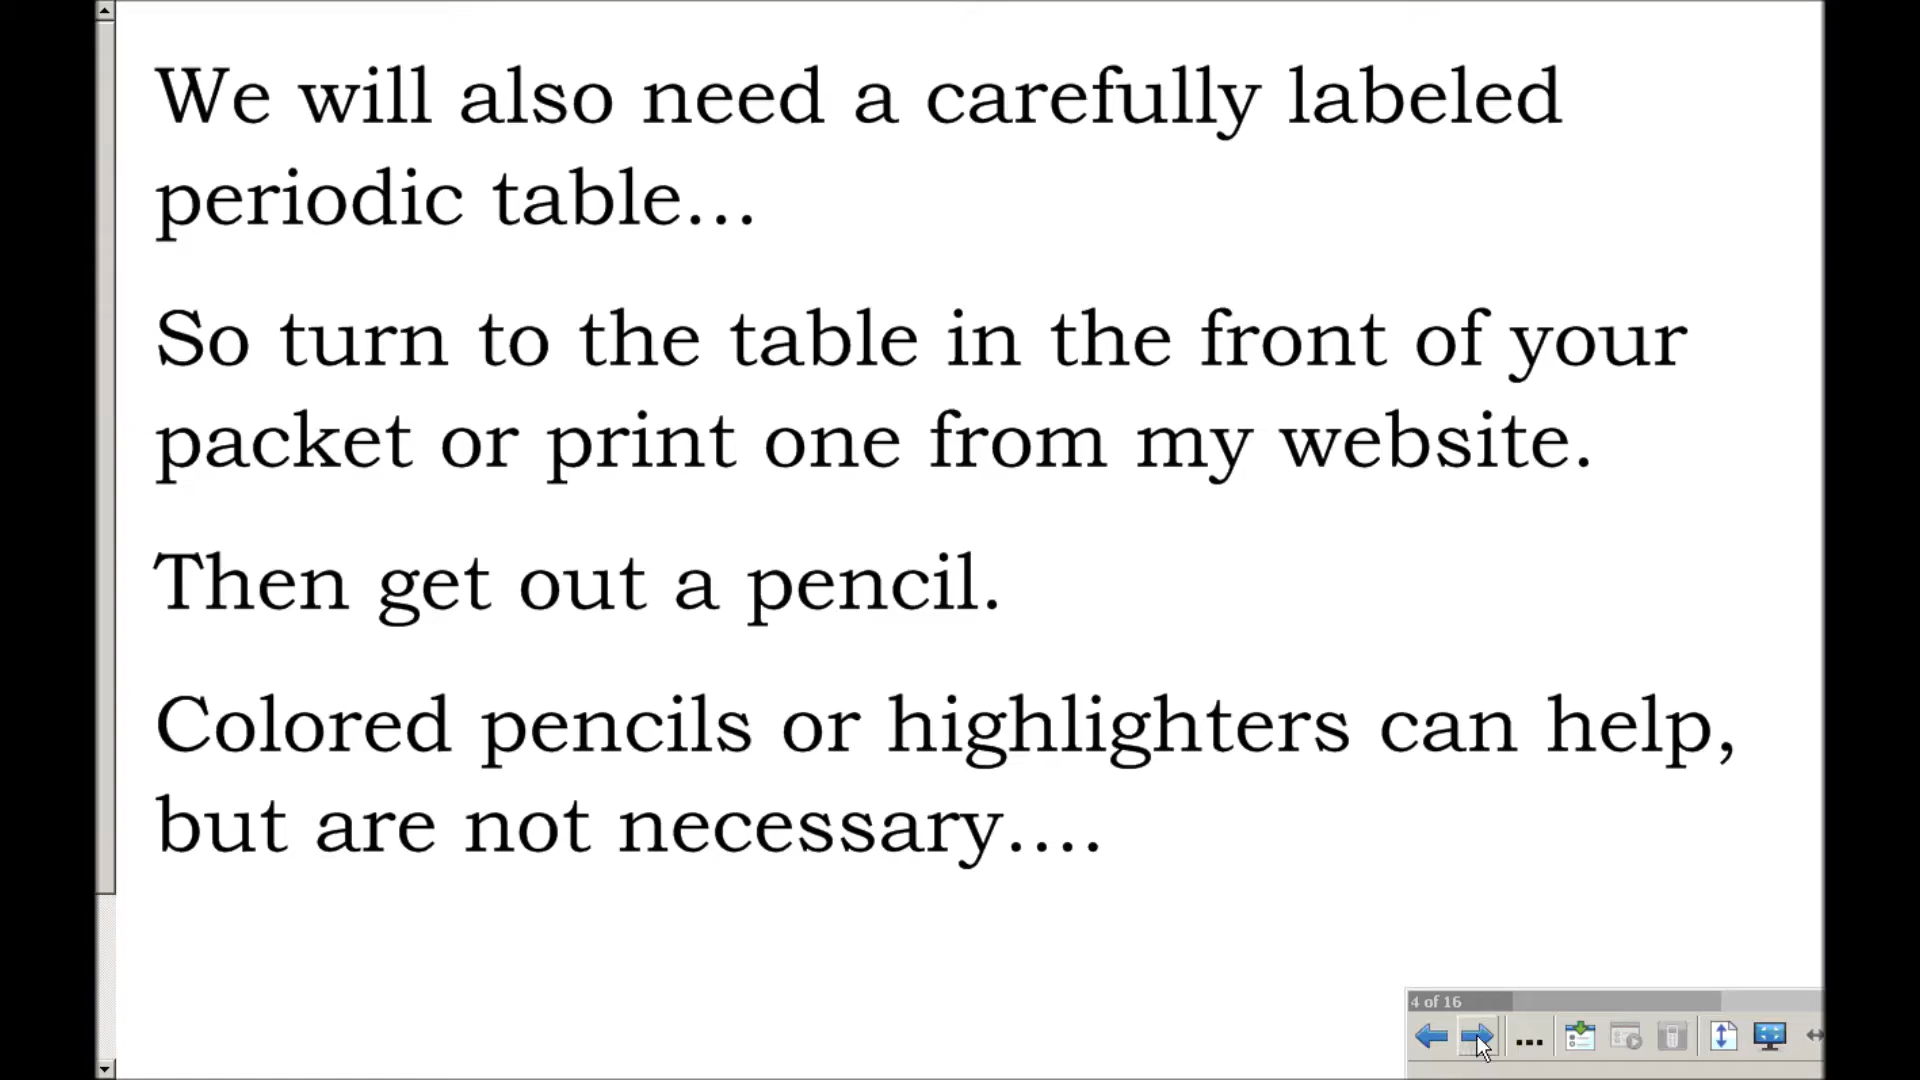 We will also need a carefully labeled
periodic table...
So turn to the table in the front of your
packet or print one from my website.
Then get out a pencil.
Colored pencils or highlighters can help,
but are not necessary....
4 of 16